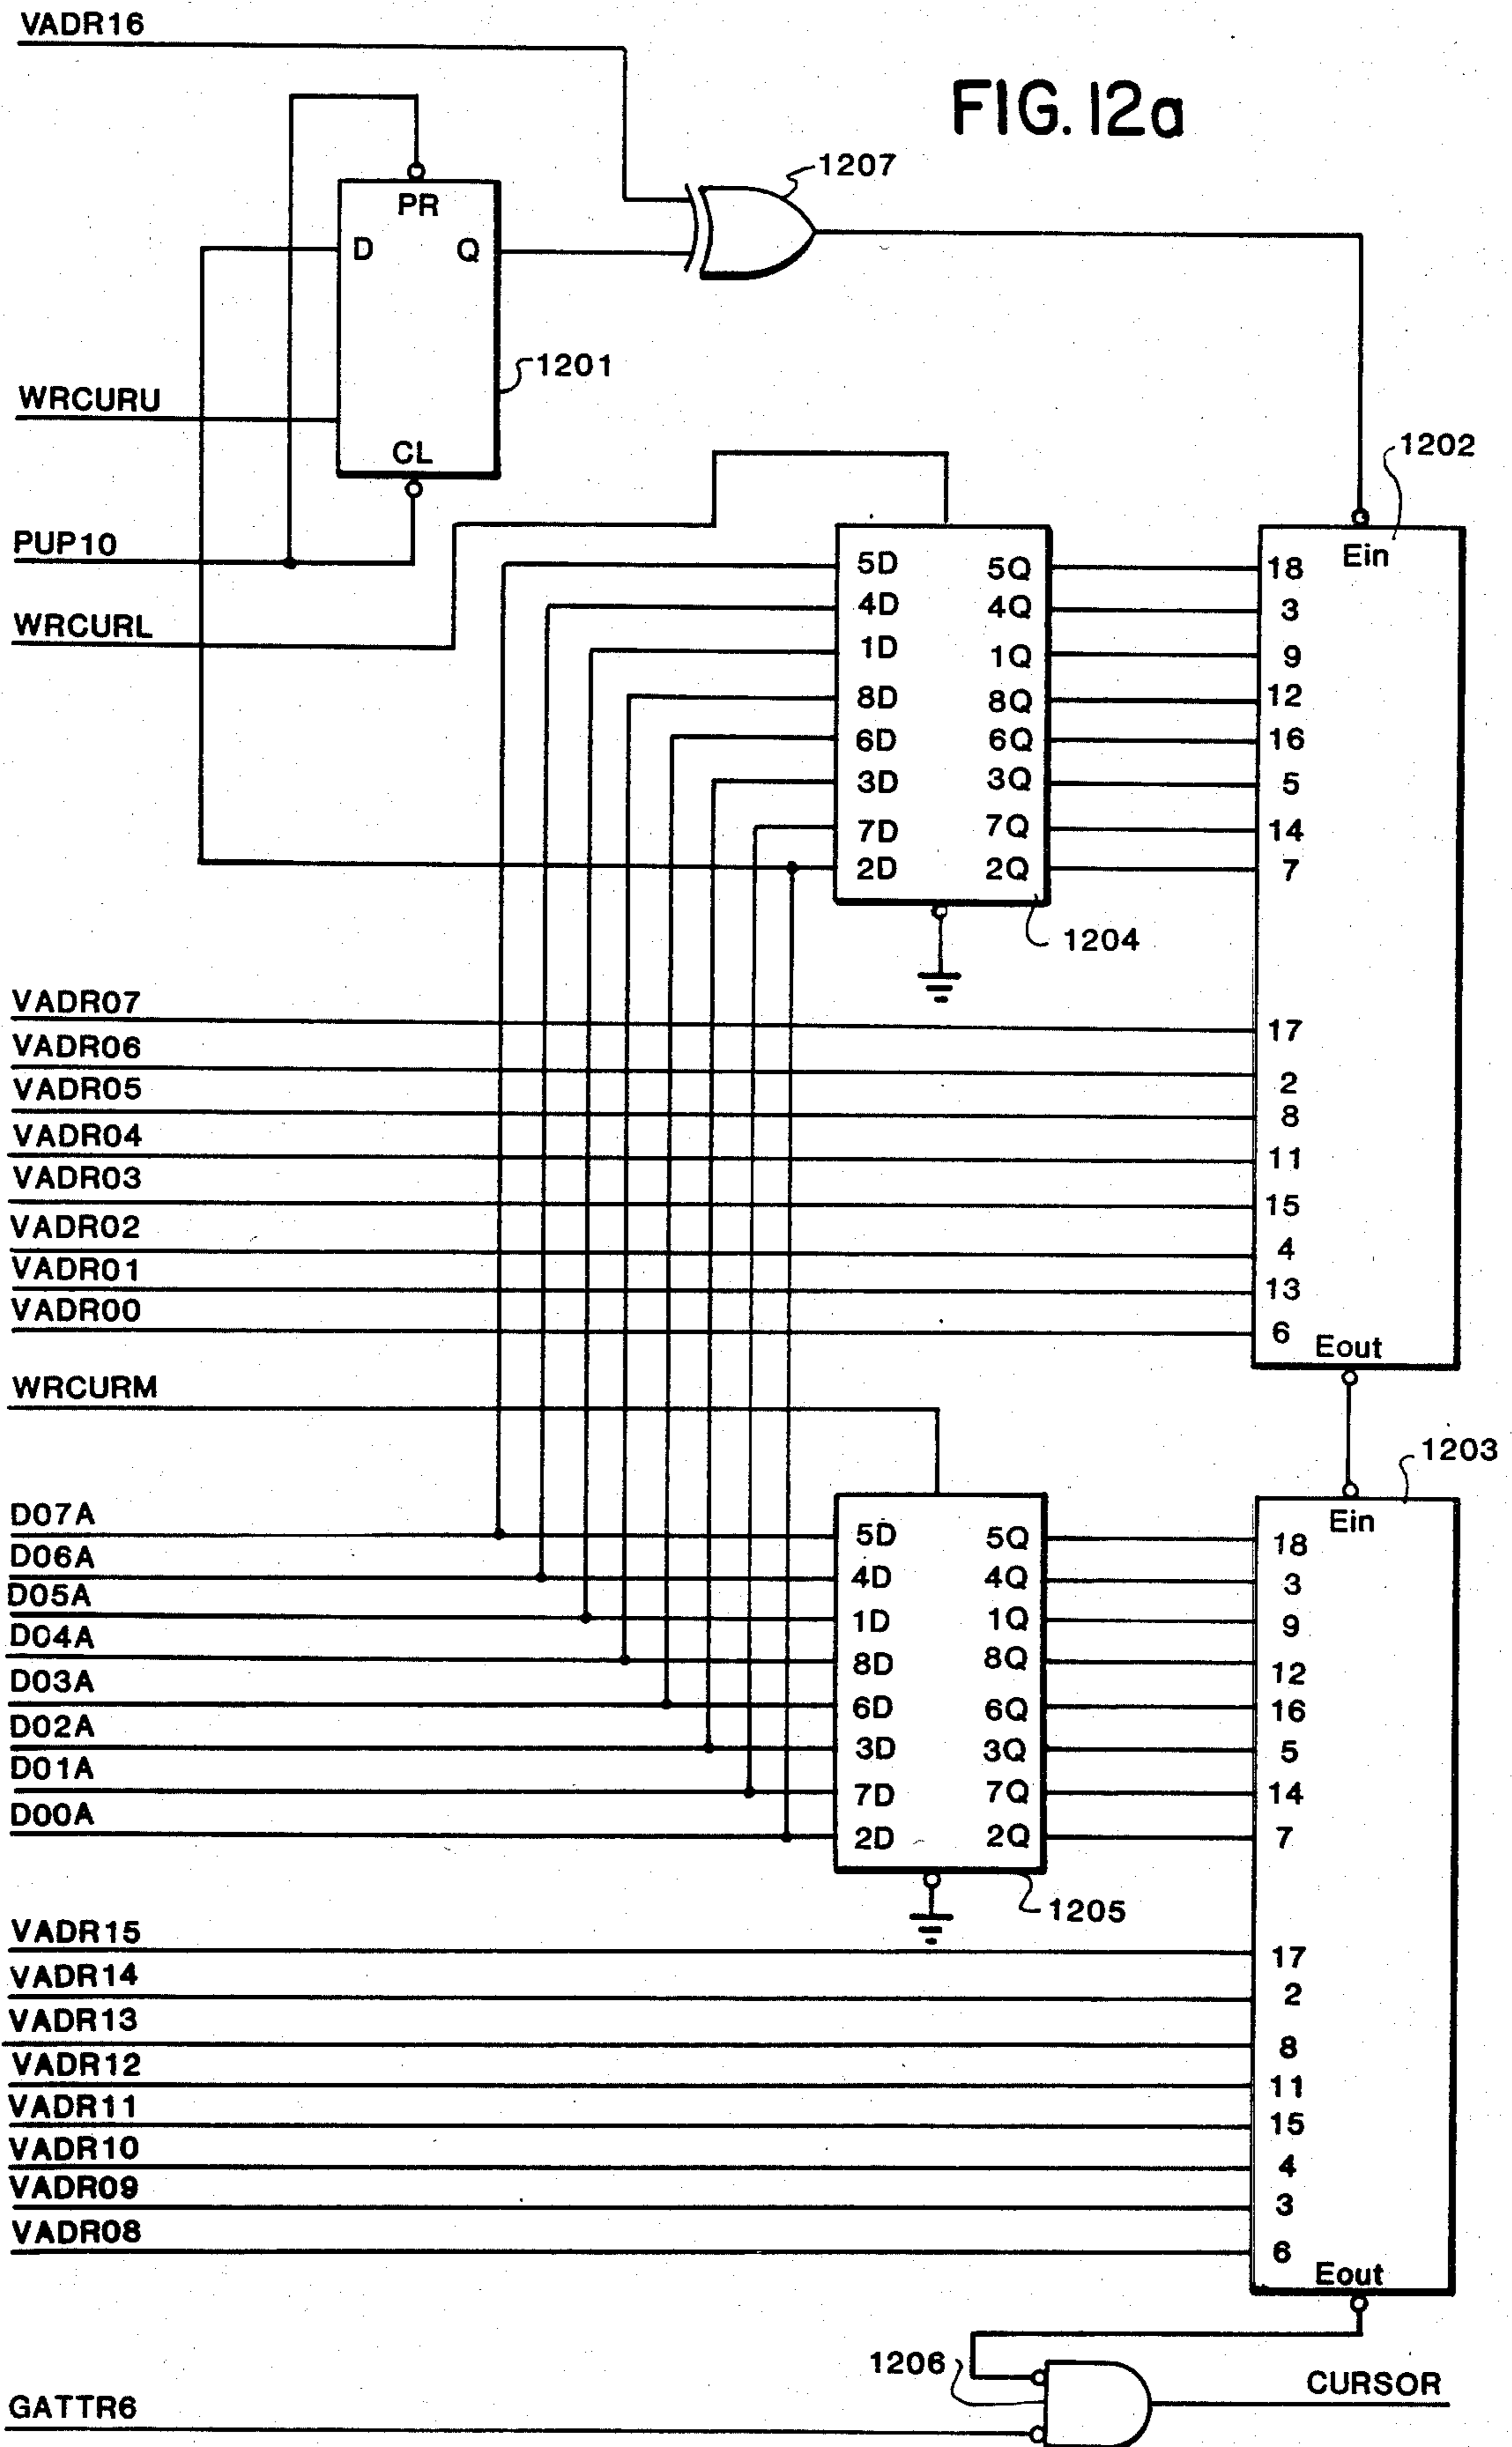 VADR16
FIG. 12a
1207
PR
D Q
1201
WRCURU
CL
1202
PUP10
Ein
WRCURL
5D 5Q 18
4D 4Q 3
1D 1Q 9
8D 8Q 12
6D 6Q 16
3D 3Q 5
7D 7Q 14
2D 2Q 7
1204
VADR07 17
VADR06 2
VADR05 8
VADR04 11
VADR03 15
VADR02 4
VADR01 13
VADR00 6
Eout
WRCURM
1203
Ein
D07A 5D 5Q 18
D06A 4D 4Q 3
D05A 1D 1Q 9
D04A 8D 8Q 12
D03A 6D 6Q 16
D02A 3D 3Q 5
D01A 7D 7Q 14
D00A 2D 2Q 7
1205
VADR15 17
VADR14 2
VADR13 8
VADR12 11
VADR11 15
VADR10 4
VADR09 3
VADR08 6
Eout
1206
CURSOR
GATTR6